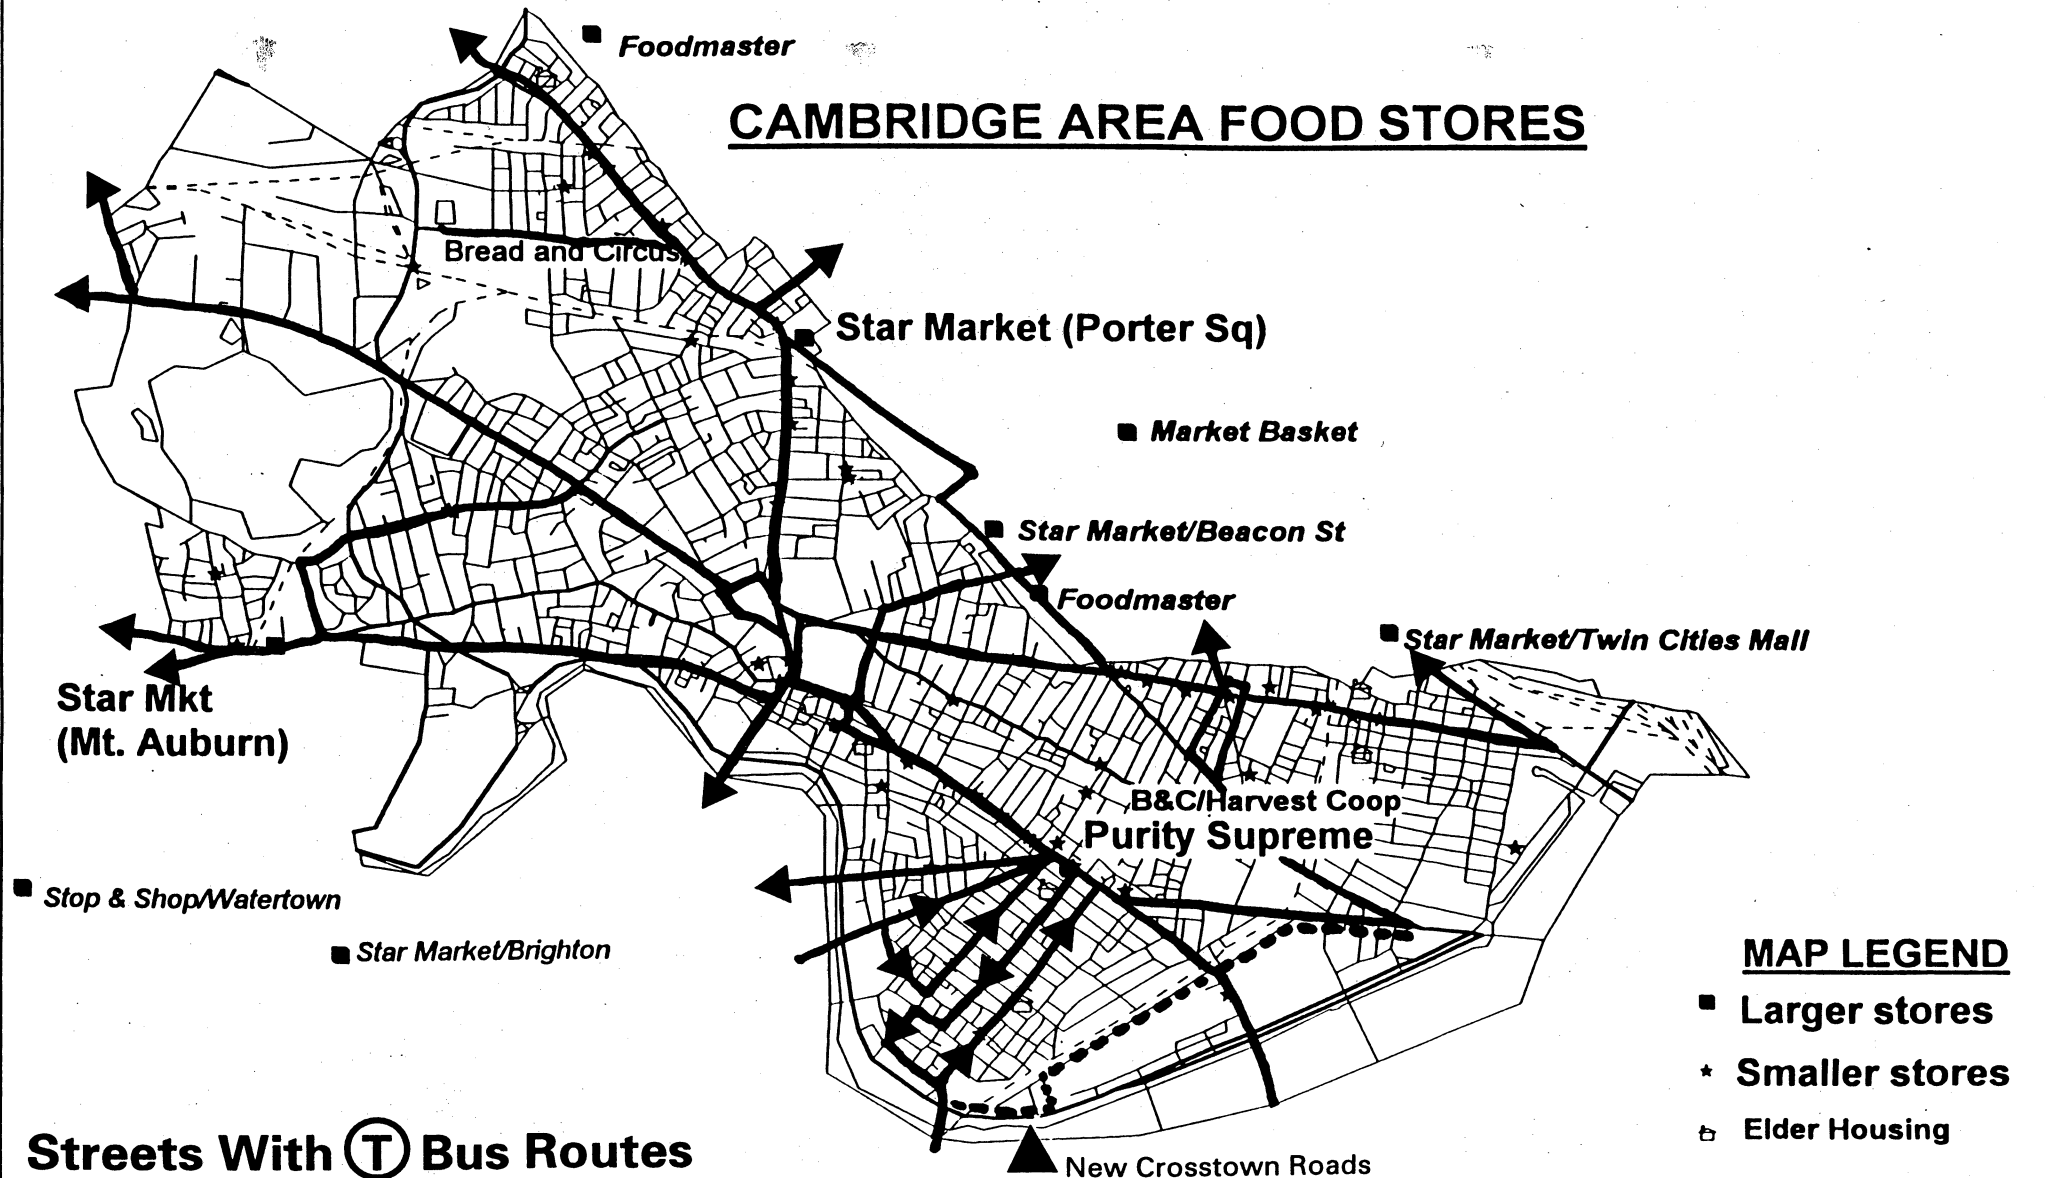 Foodmaster
CAMBRIDGE AREA FOOD STORES
Bread and Circus
Star Market (Porter Sq)
Market Basket
Star Market/Beacon St
Foodmaster
Star Market/Twin Cities Mall
Star Mkt
(Mt. Auburn)
B&C/Harvest Coop
Purity Supreme
Stop & Shop/Watertown
Star Market/Brighton
MAP LEGEND
Larger stores
Smaller stores
Elder Housing
Streets With T Bus Routes
New Crosstown Roads